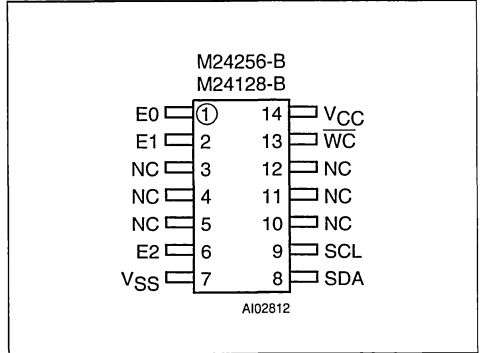 M24256-B
M24128-B
E0 1 14 VCC
E1 2 13 W̅C̅
NC 3 12 NC
NC 4 11 NC
NC 5 10 NC
E2 6 9 SCL
VSS 7 8 SDA
AI02812